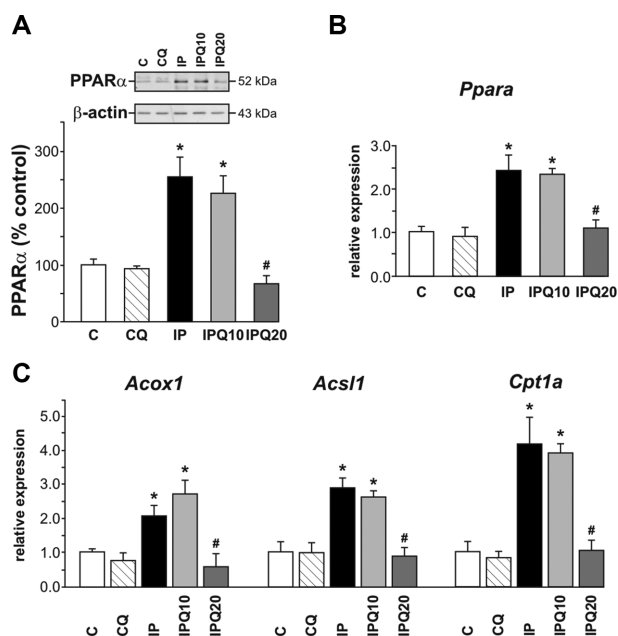 A
C CQ IP IPQ10 IPQ20
PPARα 52 kDa
β-actin 43 kDa
PPARα (% control)
300
200
100
0
* * #
C CQ IP IPQ10 IPQ20
B
Ppara
relative expression
3.0
2.0
1.0
0.0
* * #
C CQ IP IPQ10 IPQ20
C
Acox1 Acsl1 Cpt1a
relative expression
5.0
4.0
3.0
2.0
1.0
0.0
* * # * * # * * #
C CQ IP IPQ10 IPQ20 C CQ IP IPQ10 IPQ20 C CQ IP IPQ10 IPQ20